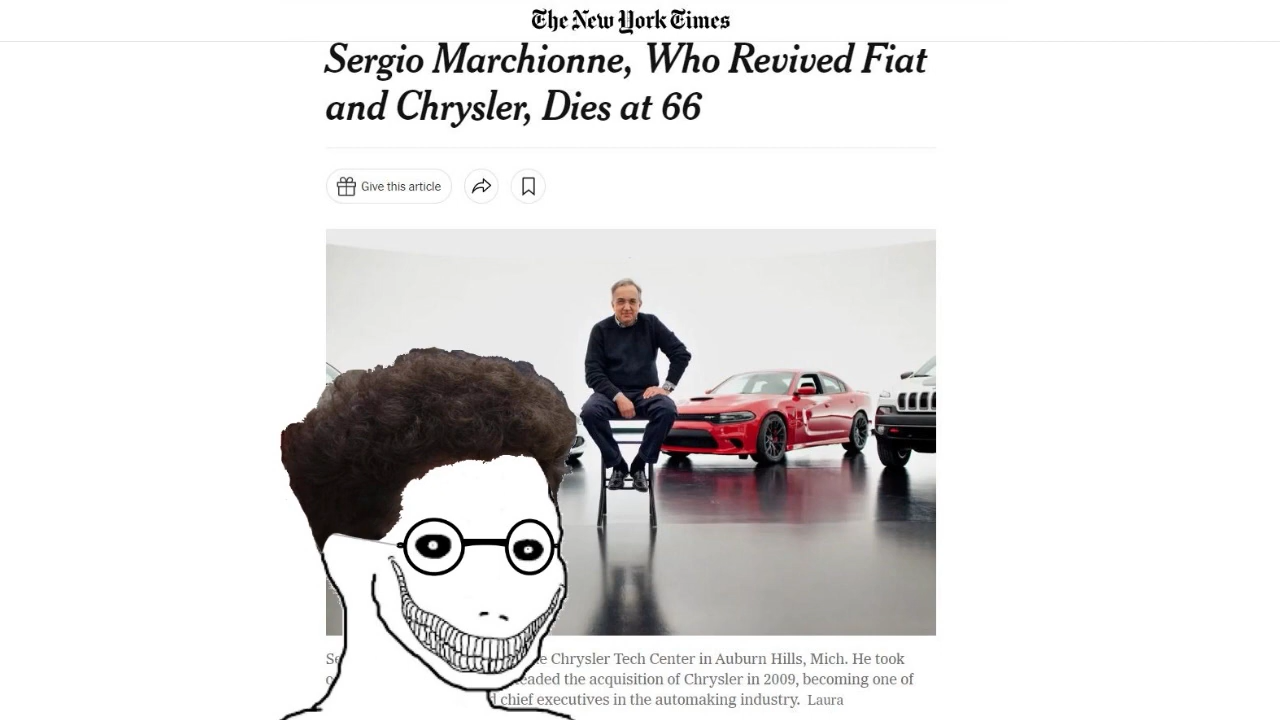 The New York Times
Sergio Marchionne, Who Revived Fiat
and Chrysler, Dies at 66
Give this article
Chrysler Tech Center in Auburn Hills, Mich. He took
acquisition of Chrysler in 2009, becoming one of
chief executives in the automaking industry. Laura